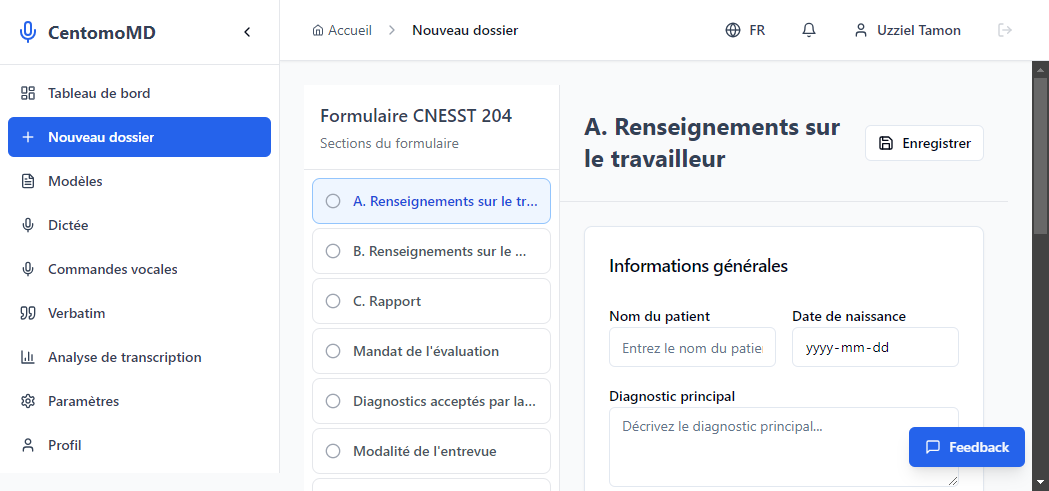 CentomoMD
Accueil
Nouveau dossier
FR
Uzziel Tamon
Tableau de bord
Nouveau dossier
Modèles
Dictée
Commandes vocales
Verbatim
Analyse de transcription
Paramètres
Profil
Formulaire CNESST 204
Sections du formulaire
A. Renseignements sur le tr...
B. Renseignements sur le ...
C. Rapport
Mandat de l'évaluation
Diagnostics acceptés par la...
Modalité de l'entrevue
A. Renseignements sur
le travailleur
Enregistrer
Informations générales
Nom du patient
Date de naissance
Entrez le nom du patie
yyyy-mm-dd
Diagnostic principal
Décrivez le diagnostic principal...
Feedback